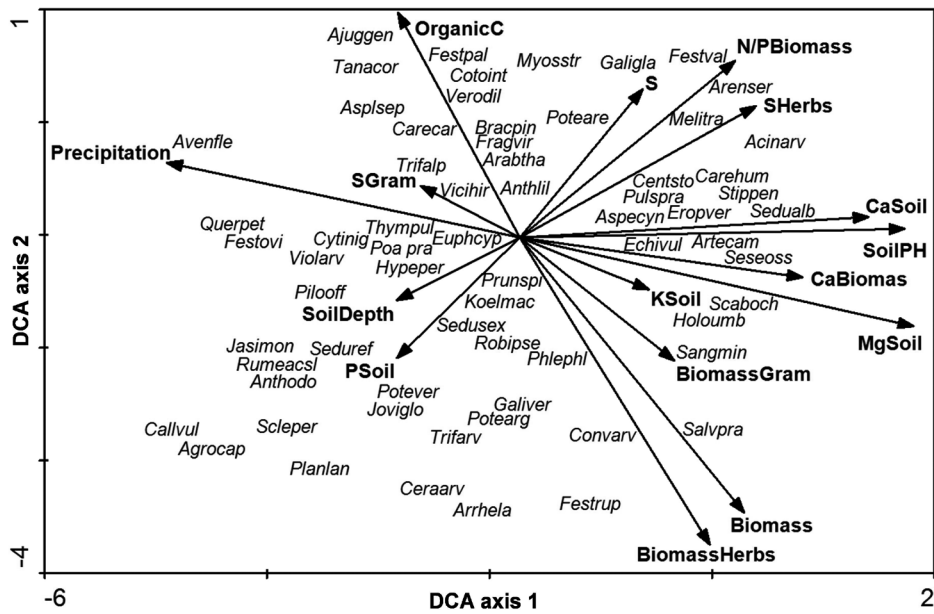 1
OrganicC
Ajuggen
Festpal
N/PBiomass
Tanacor
Cotoint
Myosstr
Galigla
Festval
Verodil
S
Arenser
Asplsep
SHerbs
Carecar
Bracpin
Poteare
Melitra
Avenfle
Fragvir
Acinarv
Precipitation
Arabtha
Trifalp
SGram
Vicihir
Anthlil
Centsto
Carehum
Pulspra
Stippen
CaSoil
Aspecyn
Eropver
Sedualb
Querpet
Thympul
Festovi
Cytinig
Euphcyp
Poa pra
Echivul
Artecam
SoilPH
Violarv
Hypeper
Seseoss
Prunspi
CaBiomas
Pilooff
Koelmac
KSoil
Scaboch
SoilDepth
Holoumb
Sedusex
MgSoil
Jasimon
Seduref
Robipse
Rumeacsl
PSoil
Phlephl
Sangmin
Anthodo
BiomassGram
Potever
Joviglo
Galiver
Callvul
Scleper
Potearg
Agrocap
Trifarv
Convarv
Salvpra
Planlan
Ceraarv
Arrhela
Festrup
Biomass
BiomassHerbs
DCA axis 2
-4
-6
DCA axis 1
2